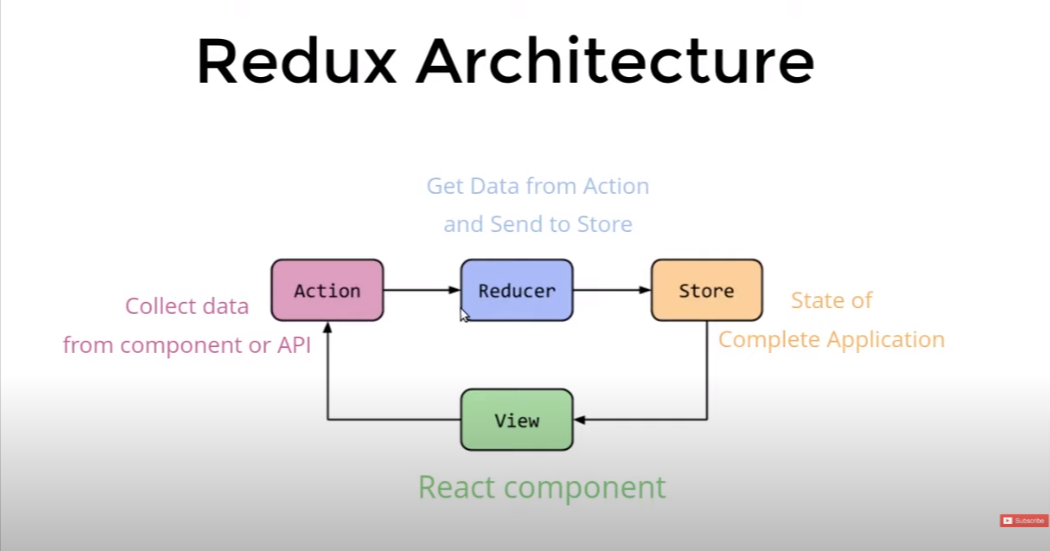 Redux Architecture
Get Data from Action
and Send to Store
Action
Reducer
Store
Collect data
from component or API
State of
Complete Application
View
React component
Subscribe